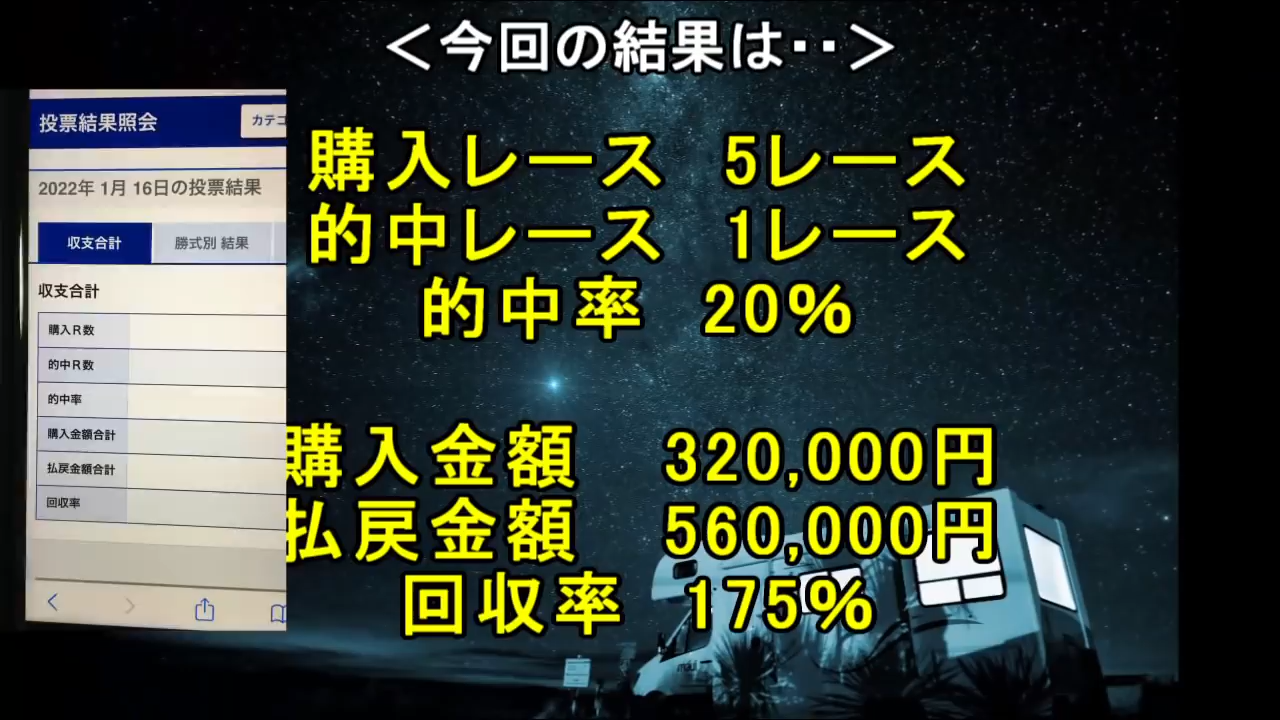 ＜今回の結果は‥＞
購入レース 5レース
的中レース 1レース
的中率 20%
購入金額 320,000円
払戻金額 560,000円
回収率 175%
投票結果照会
カテゴ
2022年 1月 16日の投票結果
収支合計 勝式別 結果
収支合計
購入R数
的中R数
的中率
購入金額合計
払戻金額合計
回収率